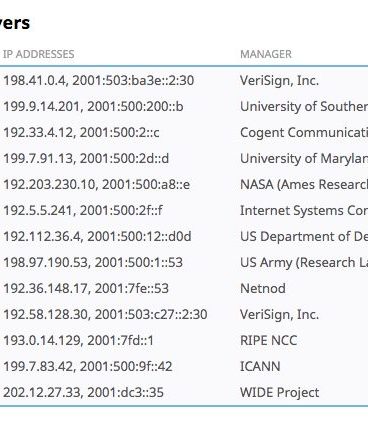 vers
IP ADDRESSES MANAGER
198.41.0.4, 2001:503:ba3e::2:30 VeriSign, Inc.
199.9.14.201, 2001:500:200::b University of Souther
192.33.4.12, 2001:500:2::c Cogent Communicati
199.7.91.13, 2001:500:2d::d University of Marylan
192.203.230.10, 2001:500:a8::e NASA (Ames Researc
192.5.5.241, 2001:500:2f::f Internet Systems Con
192.112.36.4, 2001:500:12::d0d US Department of De
198.97.190.53, 2001:500:1::53 US Army (Research La
192.36.148.17, 2001:7fe::53 Netnod
192.58.128.30, 2001:503:c27::2:30 VeriSign, Inc.
193.0.14.129, 2001:7fd::1 RIPE NCC
199.7.83.42, 2001:500:9f::42 ICANN
202.12.27.33, 2001:dc3::35 WIDE Project